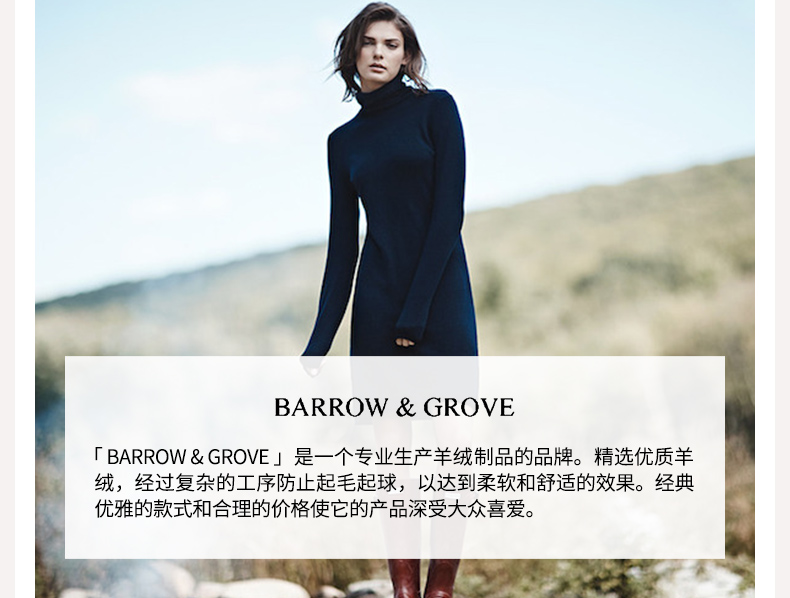 BARROW & GROVE
「BARROW & GROVE」是一个专业生产羊绒制品的品牌。精选优质羊
绒，经过复杂的工序防止起毛起球，以达到柔软和舒适的效果。经典
优雅的款式和合理的价格使它的产品深受大众喜爱。